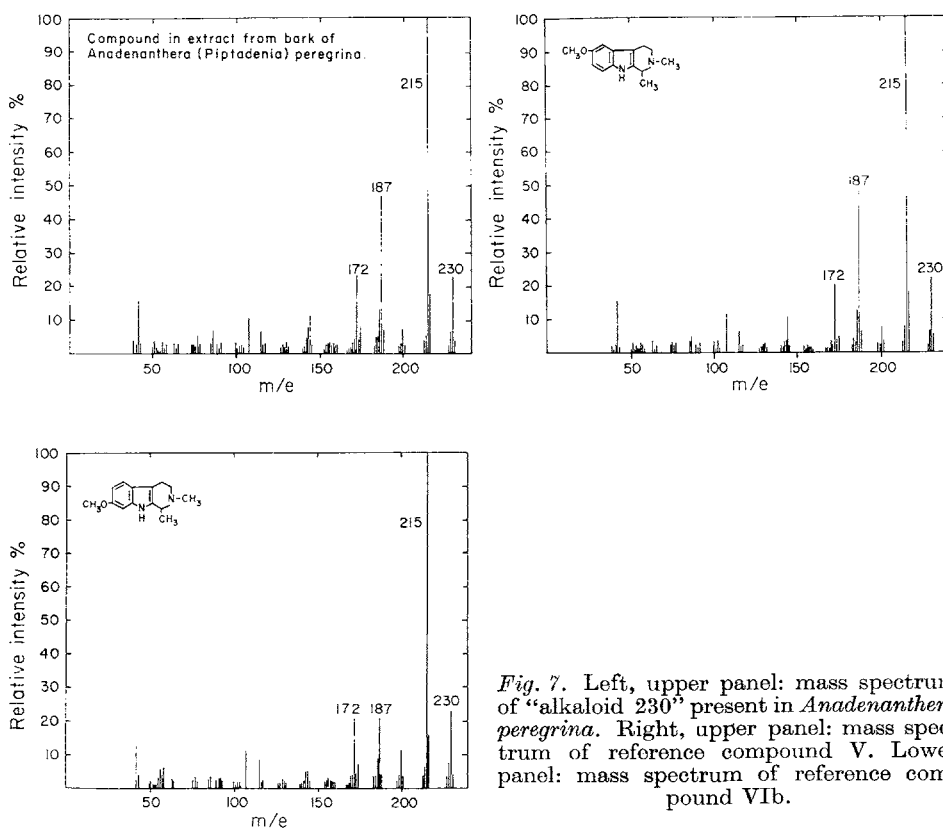 Compound in extract from bark of
Anadenanthera (Piptadenia) peregrina.
Relative intensity %
100
90
80
70
60
50
40
30
20
10
215
187
172
230
50
100
150
200
m/e
Relative intensity %
100
90
80
70
60
50
40
30
20
10
CH₃O
N
H
N-CH₃
CH₃
215
187
172
230
50
100
150
200
m/e
Relative intensity %
100
90
80
70
60
50
40
30
20
10
CH₃O
N
H
N-CH₃
CH₃
215
172
187
230
50
100
150
200
m/e
Fig. 7. Left, upper panel: mass spectrum
of "alkaloid 230" present in Anadenanthera
peregrina. Right, upper panel: mass spec-
trum of reference compound V. Lower
panel: mass spectrum of reference com-
pound VIb.